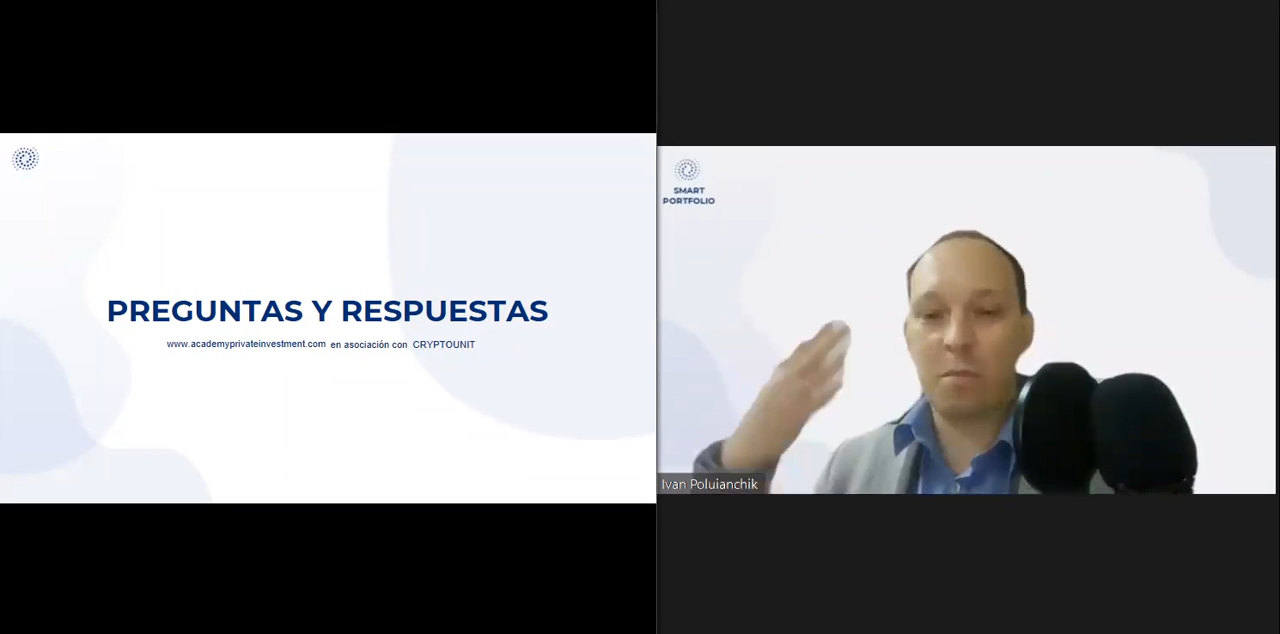 PREGUNTAS Y RESPUESTAS
www.academyprivateinvestment.com en asociación con CRYPTOUNIT
SMART
PORTFOLIO
Ivan Poluianchik